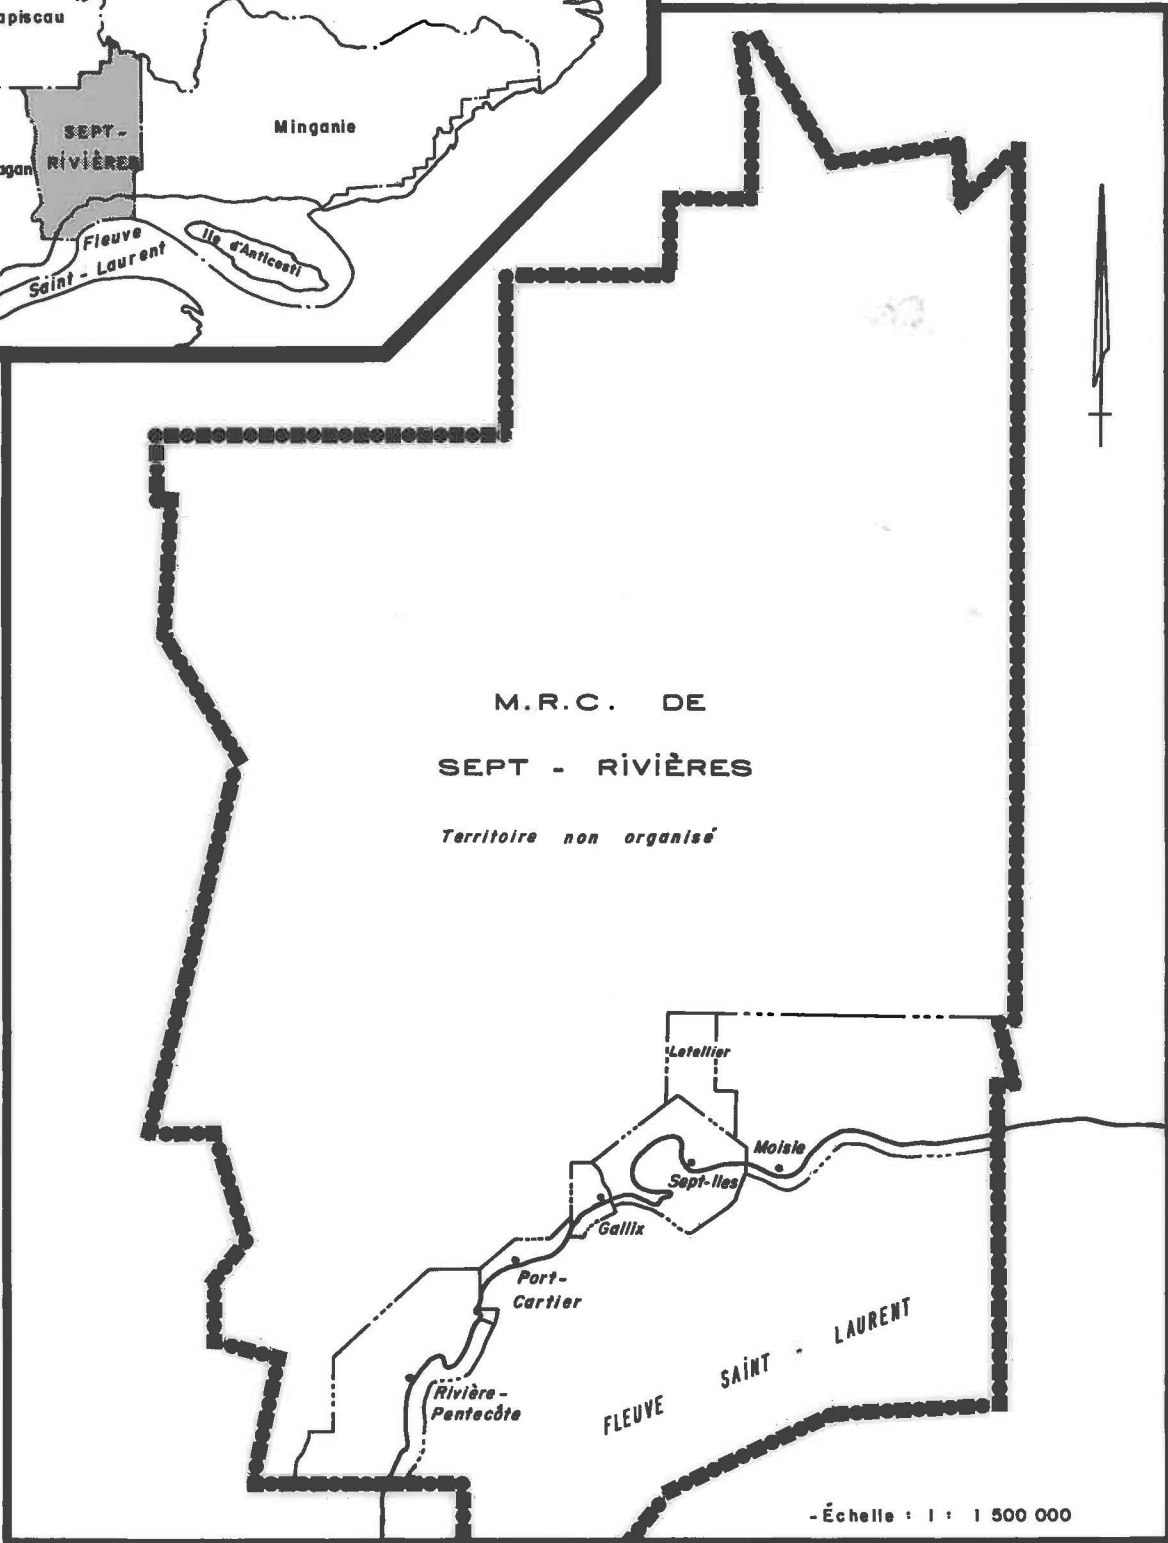 apiscau
Minganie
SEPT-
RIVIÈRES
agan
Fleuve
Saint - Laurent
Ile d'Anticosti
M.R.C. DE
SEPT - RIVIÈRES
Territoire non organisé
Letellier
Moisie
Sept-Iles
Gallix
Port-
Cartier
Rivière-
Pentecôte
FLEUVE SAINT - LAURENT
-Échelle : 1 : 1 500 000